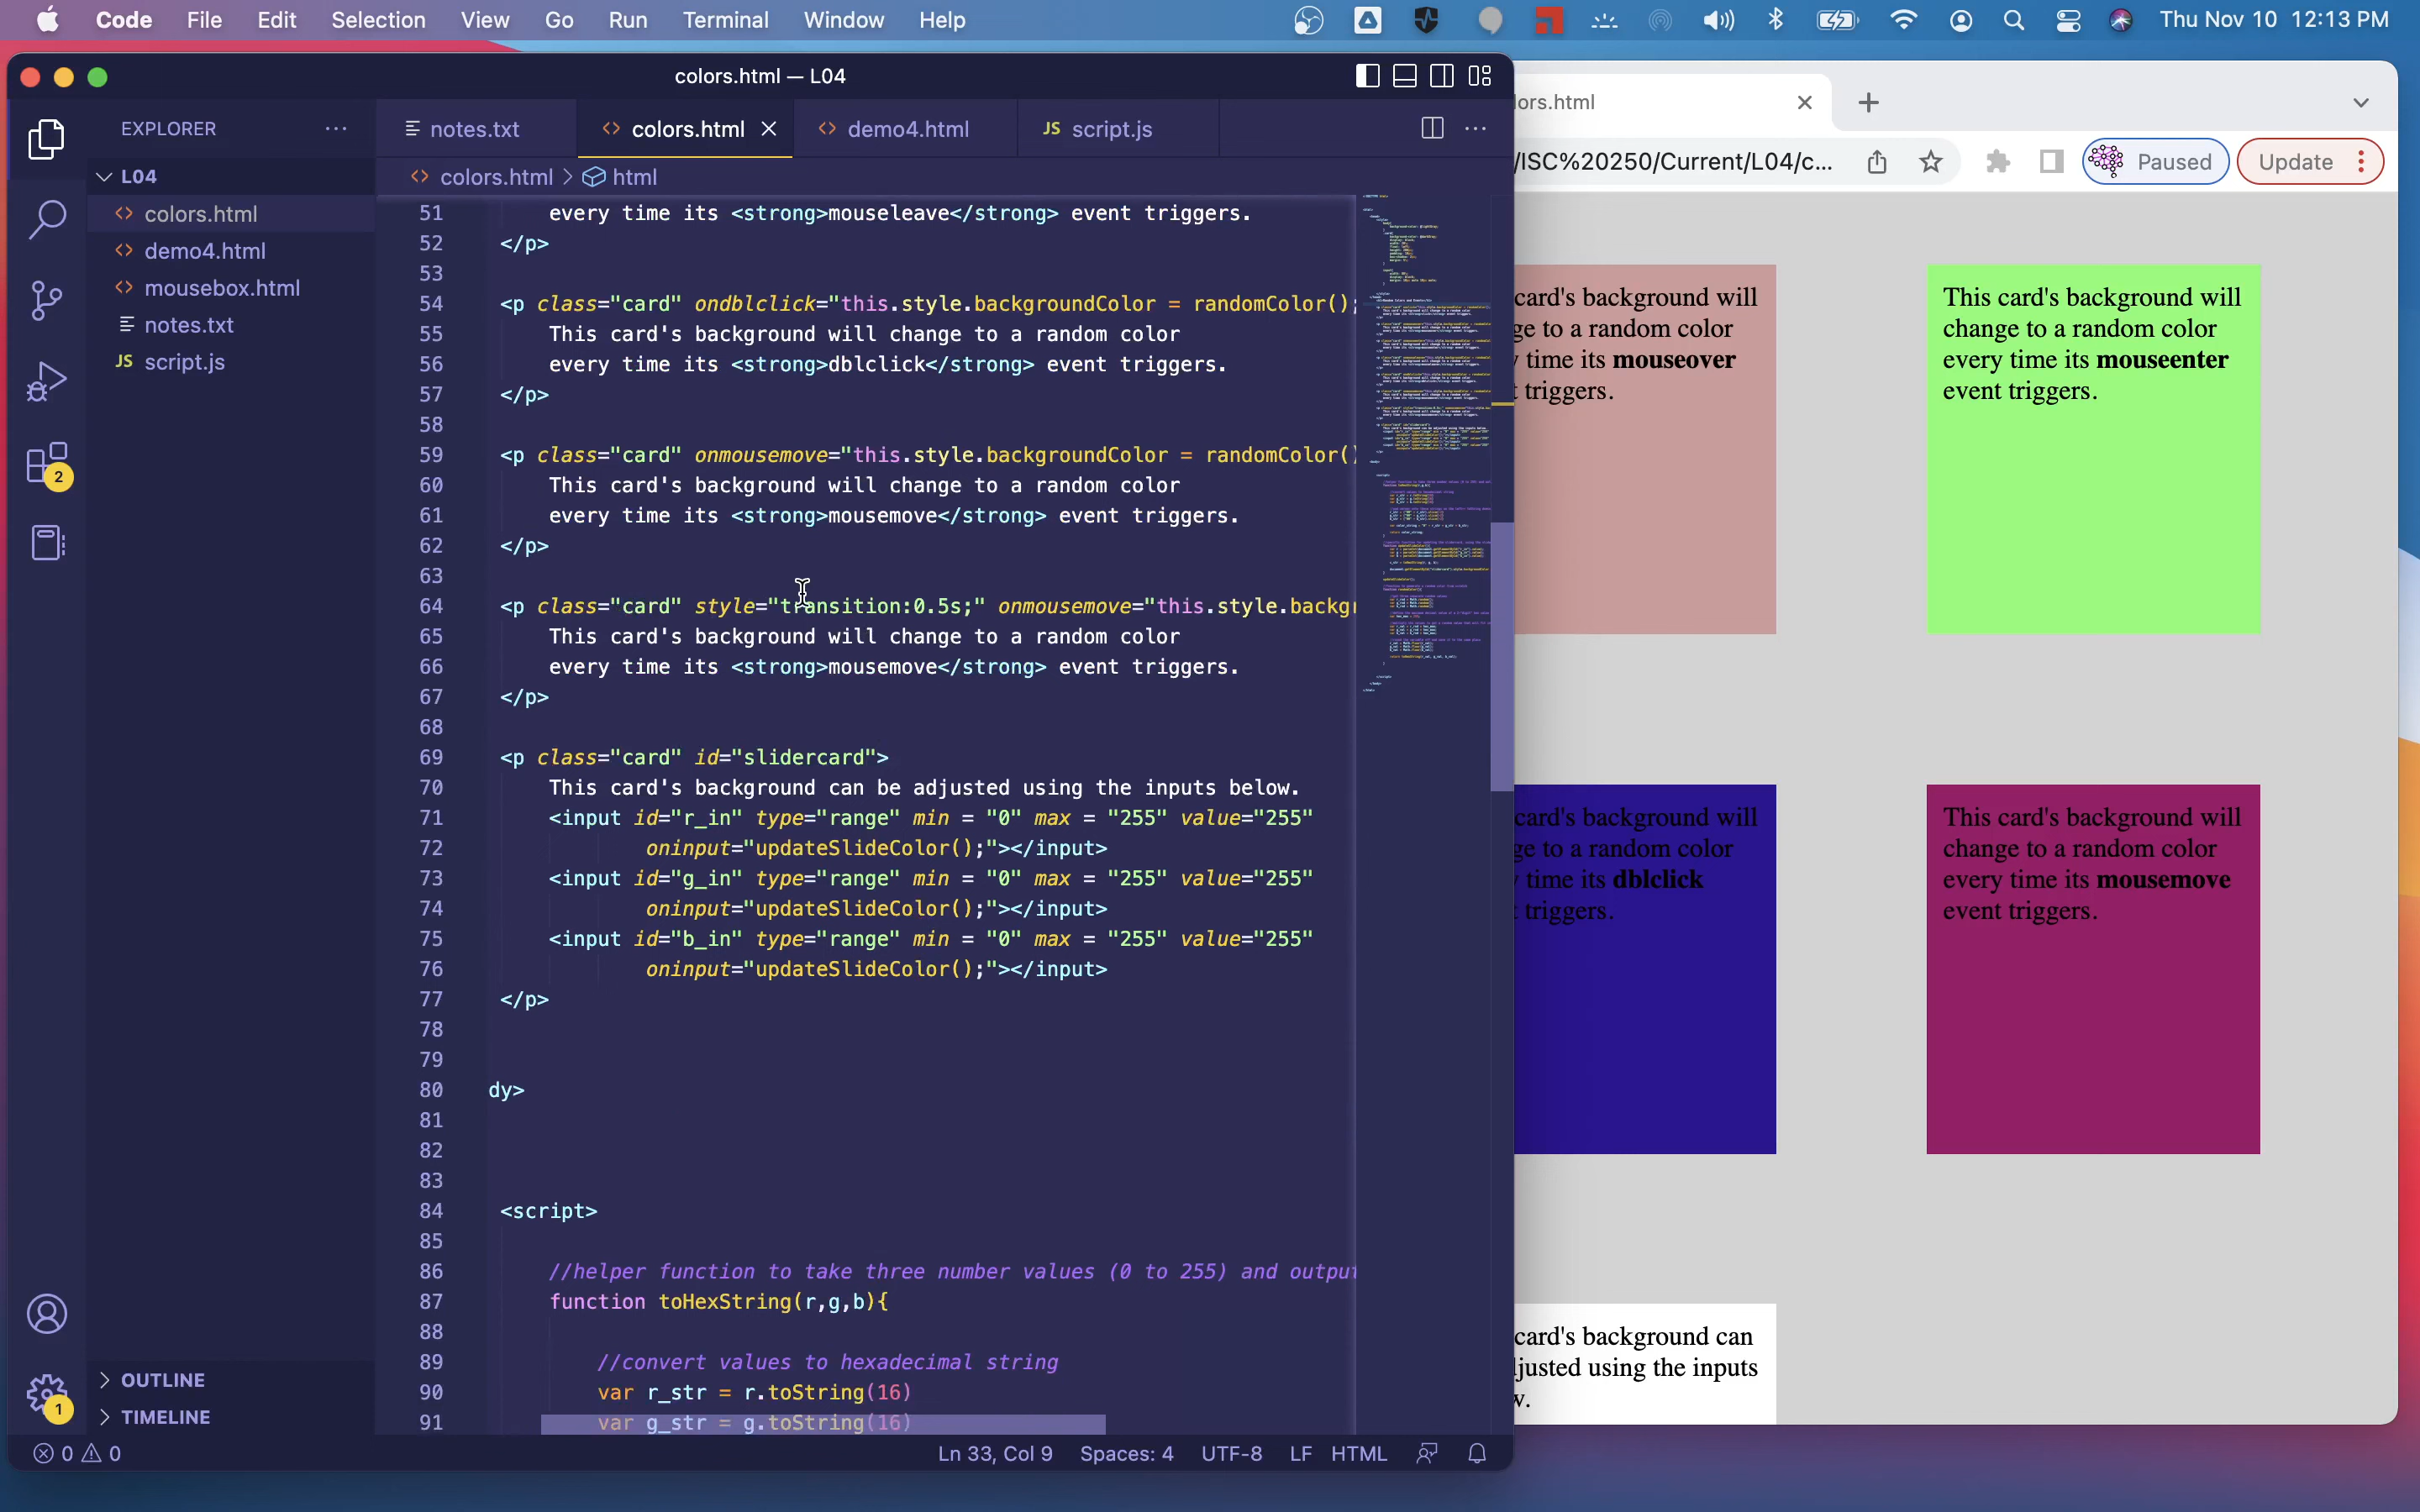 Code File Edit Selection View Go Run Terminal Window Help
Thu Nov 10 12:13 PM
colors.html — L04
EXPLORER
L04
colors.html
demo4.html
mousebox.html
notes.txt
JS script.js
2
1
OUTLINE
TIMELINE
notes.txt
colors.html
demo4.html
JS script.js
colors.html > html
51 every time its <strong>mouseleave</strong> event triggers.
52 </p>
53
54 <p class="card" ondblclick="this.style.backgroundColor = randomColor();
55 This card's background will change to a random color
56 every time its <strong>dblclick</strong> event triggers.
57 </p>
58
59 <p class="card" onmousemove="this.style.backgroundColor = randomColor()
60 This card's background will change to a random color
61 every time its <strong>mousemove</strong> event triggers.
62 </p>
63
64 <p class="card" style="transition:0.5s;" onmousemove="this.style.backgr
65 This card's background will change to a random color
66 every time its <strong>mousemove</strong> event triggers.
67 </p>
68
69 <p class="card" id="slidercard">
70 This card's background can be adjusted using the inputs below.
71 <input id="r_in" type="range" min = "0" max = "255" value="255"
72 oninput="updateSlideColor();"></input>
73 <input id="g_in" type="range" min = "0" max = "255" value="255"
74 oninput="updateSlideColor();"></input>
75 <input id="b_in" type="range" min = "0" max = "255" value="255"
76 oninput="updateSlideColor();"></input>
77 </p>
78
79
80 dy>
81
82
83
84 <script>
85
86 //helper function to take three number values (0 to 255) and output
87 function toHexString(r,g,b){
88
89 //convert values to hexadecimal string
90 var r_str = r.toString(16)
91 var g_str = g.toString(16)
0 0
Ln 33, Col 9 Spaces: 4 UTF-8 LF HTML
lors.html
/ISC%20250/Current/L04/c...
Paused
Update
card's background will
ge to a random color
y time its mouseover
t triggers.
This card's background will
change to a random color
every time its mouseenter
event triggers.
card's background will
ge to a random color
y time its dblclick
t triggers.
This card's background will
change to a random color
every time its mousemove
event triggers.
card's background can
ljusted using the inputs
w.